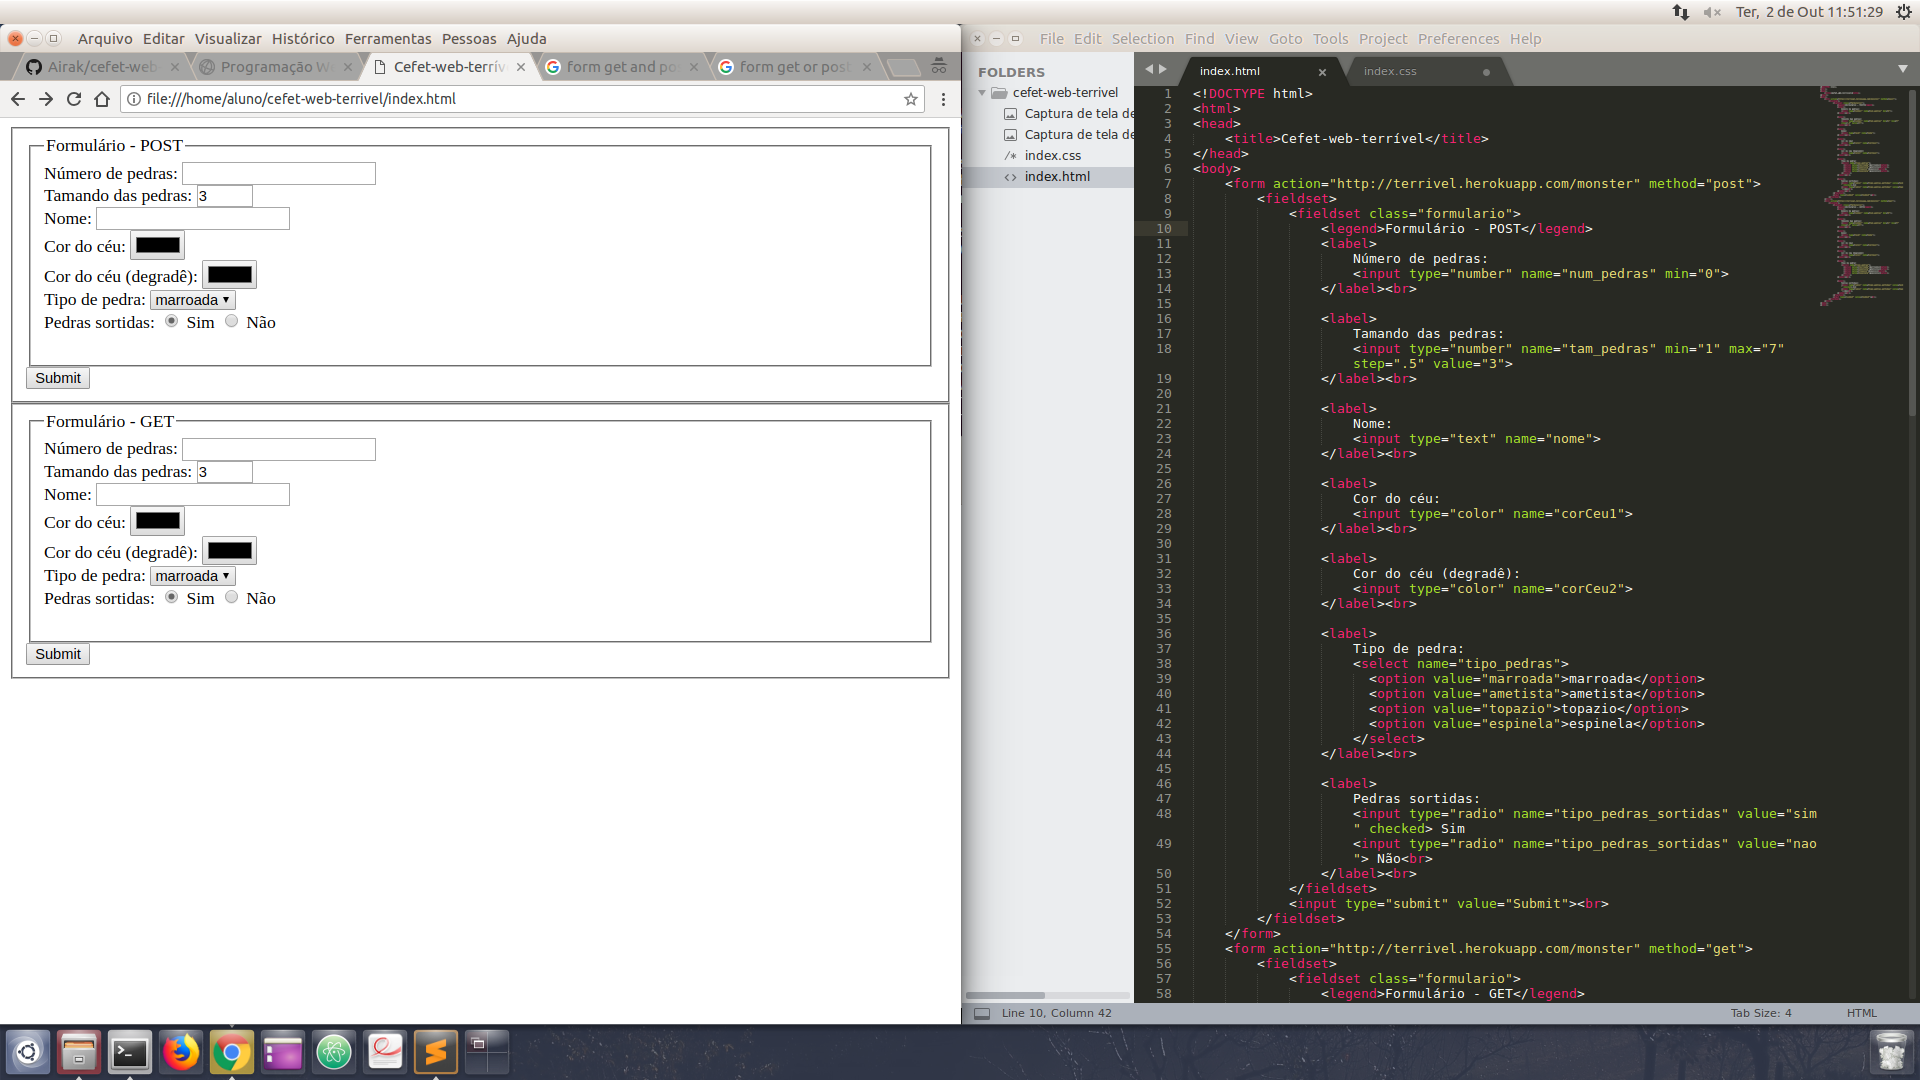 Ter, 2 de Out 11:51:29
Arquivo Editar Visualizar Histórico Ferramentas Pessoas Ajuda
Airak/cefet-web-
Programação We
Cefet-web-terrív
form get and po
form get or post
file:///home/aluno/cefet-web-terrivel/index.html
Formulário - POST
Número de pedras:
Tamando das pedras: 3
Nome:
Cor do céu:
Cor do céu (degradê):
Tipo de pedra: marroada
Pedras sortidas: Sim Não
Submit
Formulário - GET
Número de pedras:
Tamando das pedras: 3
Nome:
Cor do céu:
Cor do céu (degradê):
Tipo de pedra: marroada
Pedras sortidas: Sim Não
Submit
File Edit Selection Find View Goto Tools Project Preferences Help
FOLDERS
cefet-web-terrivel
Captura de tela de
Captura de tela de
index.css
index.html
index.html
index.css
1 <!DOCTYPE html>
2 <html>
3 <head>
4 <title>Cefet-web-terrível</title>
5 </head>
6 <body>
7 <form action="http://terrivel.herokuapp.com/monster" method="post">
8 <fieldset>
9 <fieldset class="formulario">
10 <legend>Formulário - POST</legend>
11 <label>
12 Número de pedras:
13 <input type="number" name="num_pedras" min="0">
14 </label><br>
15
16 <label>
17 Tamando das pedras:
18 <input type="number" name="tam_pedras" min="1" max="7"
step=".5" value="3">
19 </label><br>
20
21 <label>
22 Nome:
23 <input type="text" name="nome">
24 </label><br>
25
26 <label>
27 Cor do céu:
28 <input type="color" name="corCeu1">
29 </label><br>
30
31 <label>
32 Cor do céu (degradê):
33 <input type="color" name="corCeu2">
34 </label><br>
35
36 <label>
37 Tipo de pedra:
38 <select name="tipo_pedras">
39 <option value="marroada">marroada</option>
40 <option value="ametista">ametista</option>
41 <option value="topazio">topazio</option>
42 <option value="espinela">espinela</option>
43 </select>
44 </label><br>
45
46 <label>
47 Pedras sortidas:
48 <input type="radio" name="tipo_pedras_sortidas" value="sim
" checked> Sim
49 <input type="radio" name="tipo_pedras_sortidas" value="nao
"> Não<br>
50 </label><br>
51 </fieldset>
52 <input type="submit" value="Submit"><br>
53 </fieldset>
54 </form>
55 <form action="http://terrivel.herokuapp.com/monster" method="get">
56 <fieldset>
57 <fieldset class="formulario">
58 <legend>Formulário - GET</legend>
Line 10, Column 42
Tab Size: 4
HTML